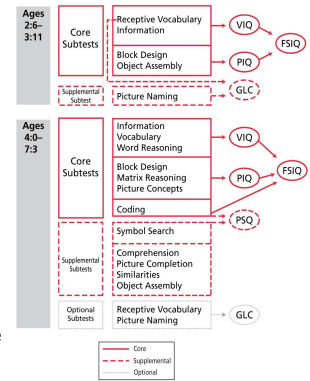 Ages
2:6–
3:11
Core
Subtests
Receptive Vocabulary
Information
VIQ
FSIQ
Block Design
Object Assembly
PIQ
GLC
Supplemental
Subtest
Picture Naming
Ages
4:0–
7:3
Core
Subtests
Information
Vocabulary
Word Reasoning
VIQ
Block Design
Matrix Reasoning
Picture Concepts
PIQ
FSIQ
Coding
PSQ
Supplemental
Subtests
Symbol Search
Comprehension
Picture Completion
Similarities
Object Assembly
Optional
Subtests
Receptive Vocabulary
Picture Naming
GLC
Core
Supplemental
Optional
e